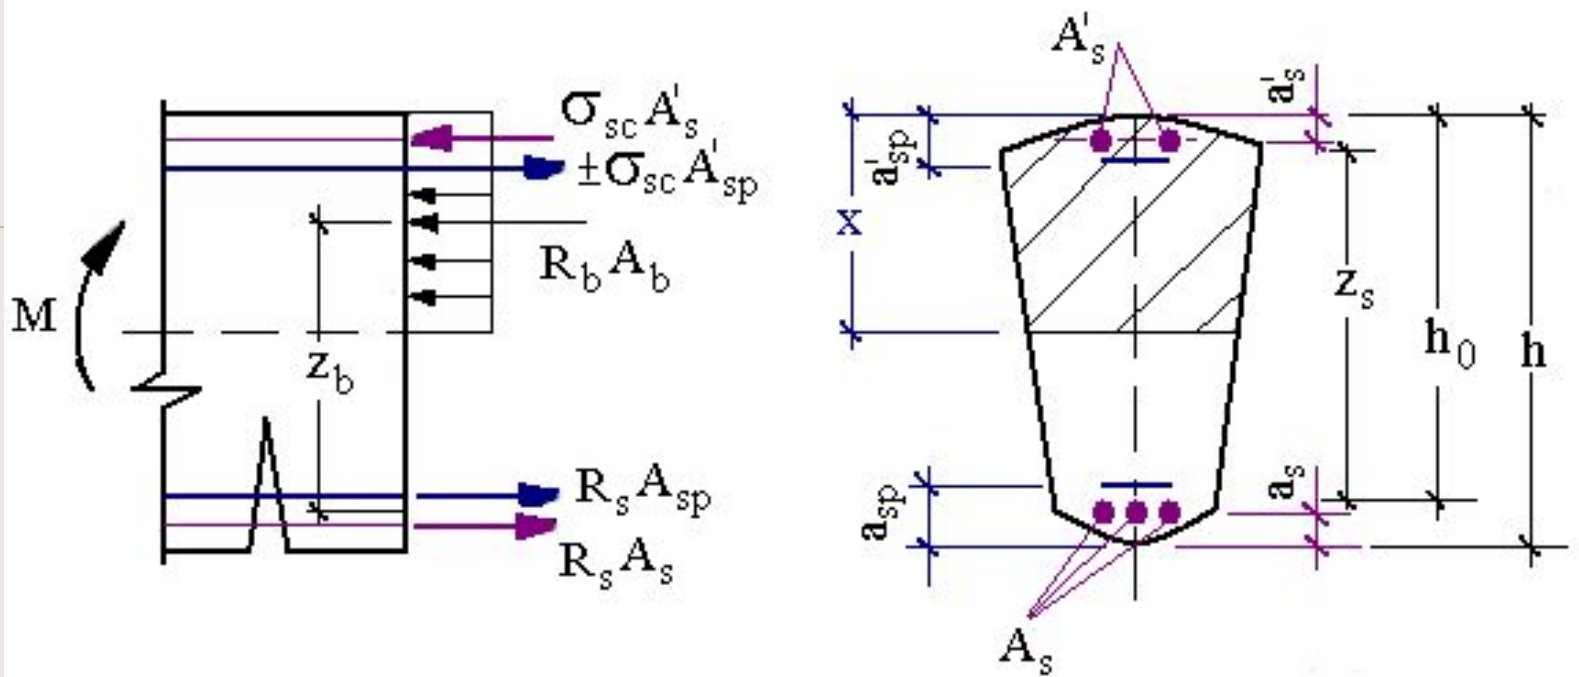 σsc A's
±σsc A'sp
Rb Ab
M
zb
Rs Asp
Rs As
A's
a's
a'sp
x
zs
h0
h
asp
as
As